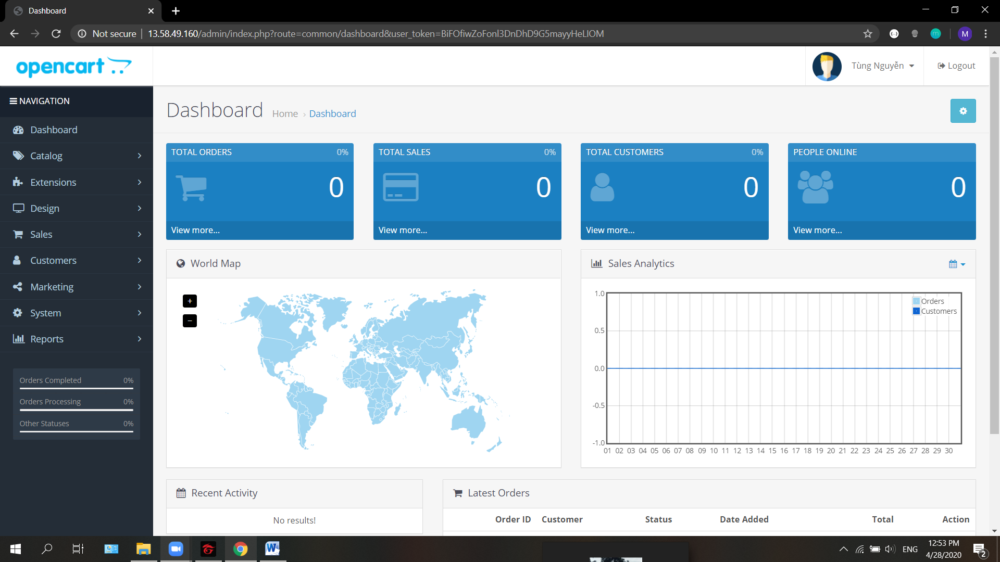 Dashboard
Not secure
13.58.49.160/admin/index.php?route=common/dashboard&user_token=BiFOfiwZoFonl3DnDhD9G5mayyHeLIOM
M
opencart
Tùng Nguyễn
Logout
NAVIGATION
Dashboard
Catalog
Extensions
Design
Sales
Customers
Marketing
System
Reports
Orders Completed 0%
Orders Processing 0%
Other Statuses 0%
Dashboard
Home › Dashboard
TOTAL ORDERS 0%
0
View more...
TOTAL SALES 0%
0
View more...
TOTAL CUSTOMERS 0%
0
View more...
PEOPLE ONLINE
0
View more...
World Map
+
−
Sales Analytics
Orders
Customers
1.0
0.5
0.0
-0.5
-1.0
01 02 03 04 05 06 07 08 09 10 11 12 13 14 15 16 17 18 19 20 21 22 23 24 25 26 27 28 29 30
Recent Activity
No results!
Latest Orders
Order ID Customer Status Date Added Total Action
ENG
12:53 PM
4/28/2020
2